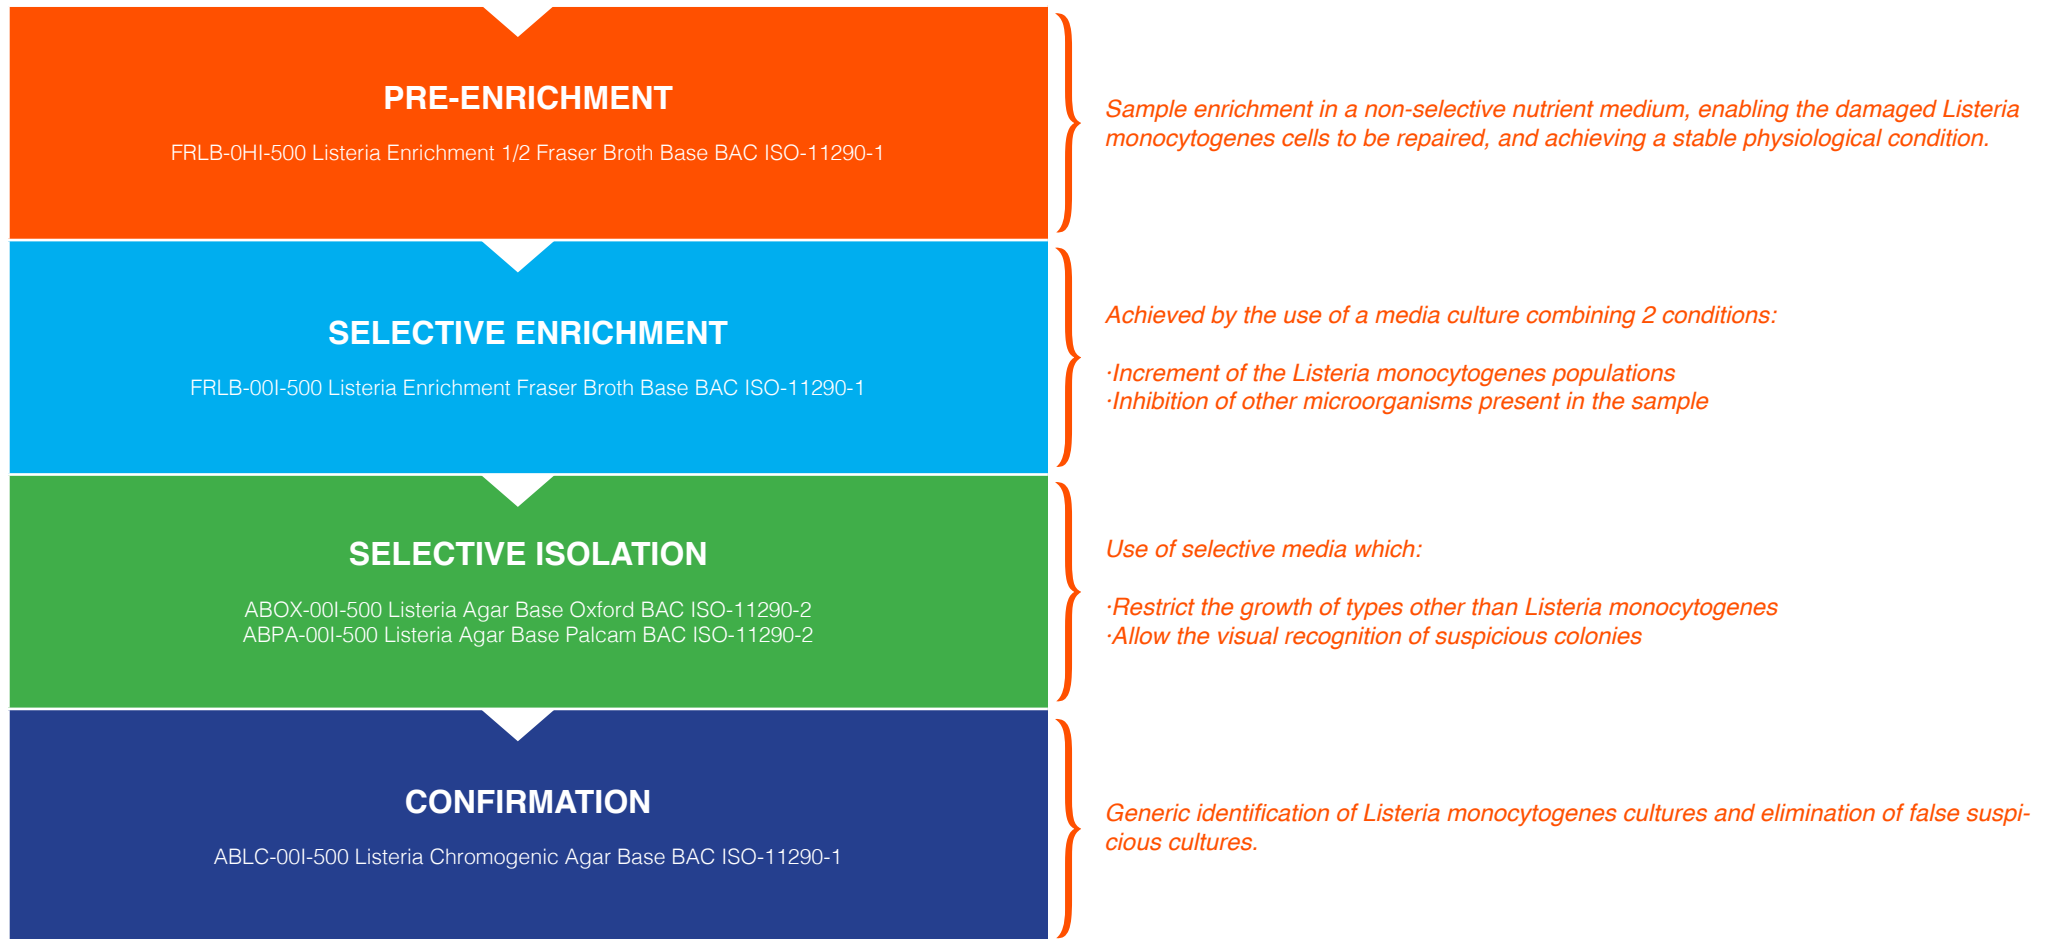 PRE-ENRICHMENT
FRLB-0HI-500 Listeria Enrichment 1/2 Fraser Broth Base BAC ISO-11290-1
Sample enrichment in a non-selective nutrient medium, enabling the damaged Listeria
monocytogenes cells to be repaired, and achieving a stable physiological condition.
SELECTIVE ENRICHMENT
FRLB-00I-500 Listeria Enrichment Fraser Broth Base BAC ISO-11290-1
Achieved by the use of a media culture combining 2 conditions:
·Increment of the Listeria monocytogenes populations
·Inhibition of other microorganisms present in the sample
SELECTIVE ISOLATION
ABOX-00I-500 Listeria Agar Base Oxford BAC ISO-11290-2
ABPA-00I-500 Listeria Agar Base Palcam BAC ISO-11290-2
Use of selective media which:
·Restrict the growth of types other than Listeria monocytogenes
·Allow the visual recognition of suspicious colonies
CONFIRMATION
ABLC-00I-500 Listeria Chromogenic Agar Base BAC ISO-11290-1
Generic identification of Listeria monocytogenes cultures and elimination of false suspi-
cious cultures.